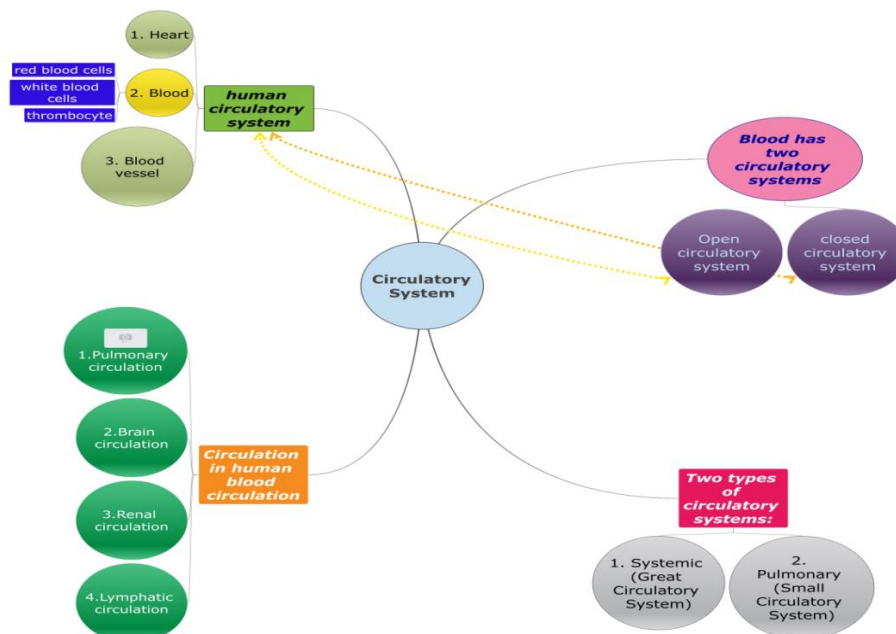 1. Heart
red blood cells
white blood
cells
thrombocyte
2. Blood
3. Blood
vessel
human
circulatory
system
Blood has
two
circulatory
systems
Open
circulatory
system
closed
circulatory
system
Circulatory
System
1.Pulmonary
circulation
2.Brain
circulation
3.Renal
circulation
4.Lymphatic
circulation
Circulation
in human
blood
circulation
Two types
of
circulatory
systems:
1. Systemic
(Great
Circulatory
System)
2.
Pulmonary
(Small
Circulatory
System)